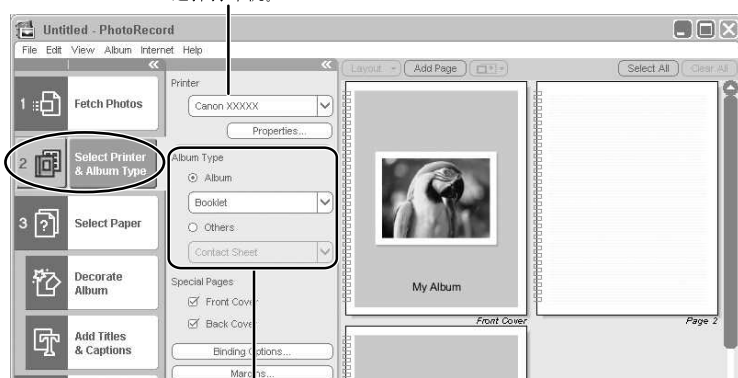 Untitled - PhotoRecord
File Edit View Album Internet Help
Layout Add Page Select All Clear All
1 Fetch Photos
2 Select Printer
& Album Type
3 Select Paper
Decorate
Album
Add Titles
& Captions
Printer
Canon XXXXX
Properties...
Album Type
Album
Booklet
Others
Contact Sheet
Special Pages
Front Cover
Back Cover
Binding Options...
Margins...
My Album
Front Cover
Page 2